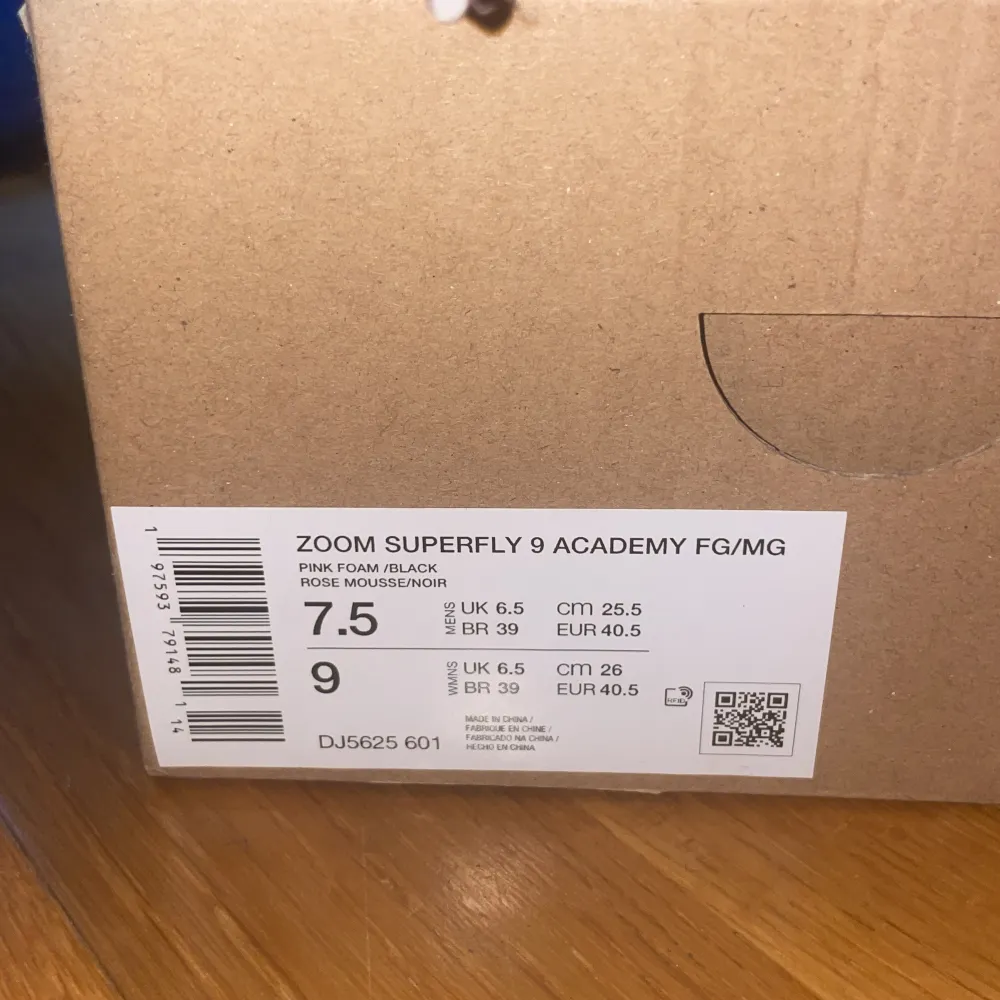 ZOOM SUPERFLY 9 ACADEMY FG/MG
PINK FOAM /BLACK
ROSE MOUSSE/NOIR
7.5 MENS UK 6.5 CM 25.5
BR 39 EUR 40.5
9 WMNS UK 6.5 CM 26
BR 39 EUR 40.5
RFID
DJ5625 601
MADE IN CHINA /
FABRIQUE EN CHINE /
FABRICADO NA CHINA /
HECHO EN CHINA
1 97593 79148 1 14